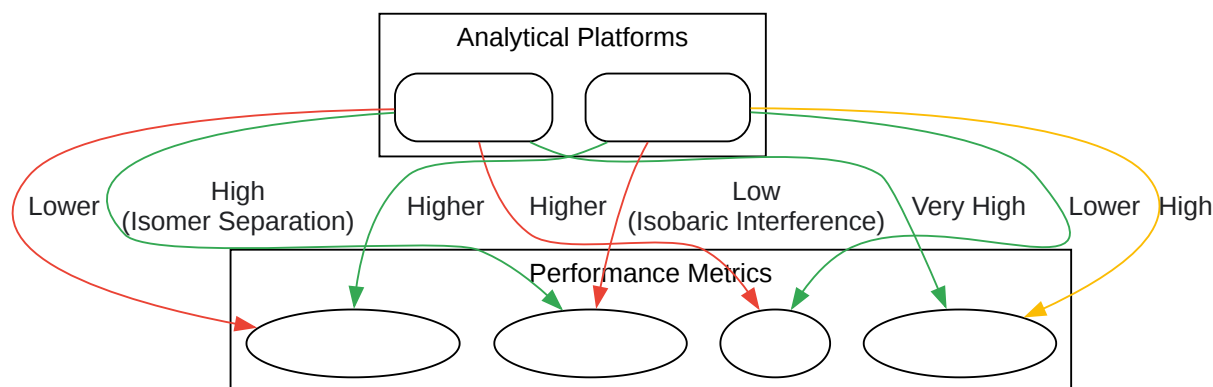 Analytical Platforms
Lower
High
(Isomer Separation)
Higher
Higher
Low
(Isobaric Interference)
Very High
Lower
High
Performance Metrics